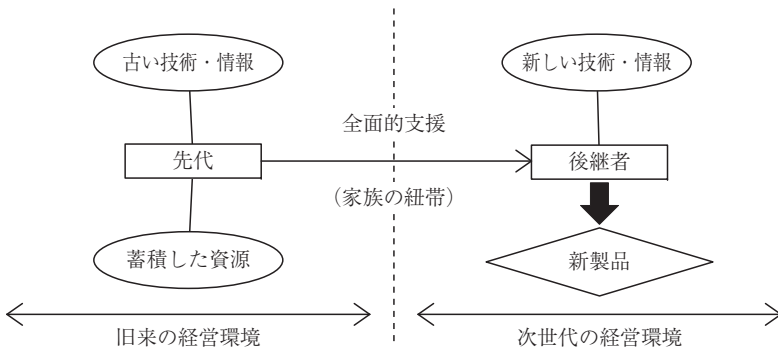 古い技術・情報
新しい技術・情報
全面的支援
先代
後継者
（家族の紐帯）
蓄積した資源
新製品
旧来の経営環境
次世代の経営環境